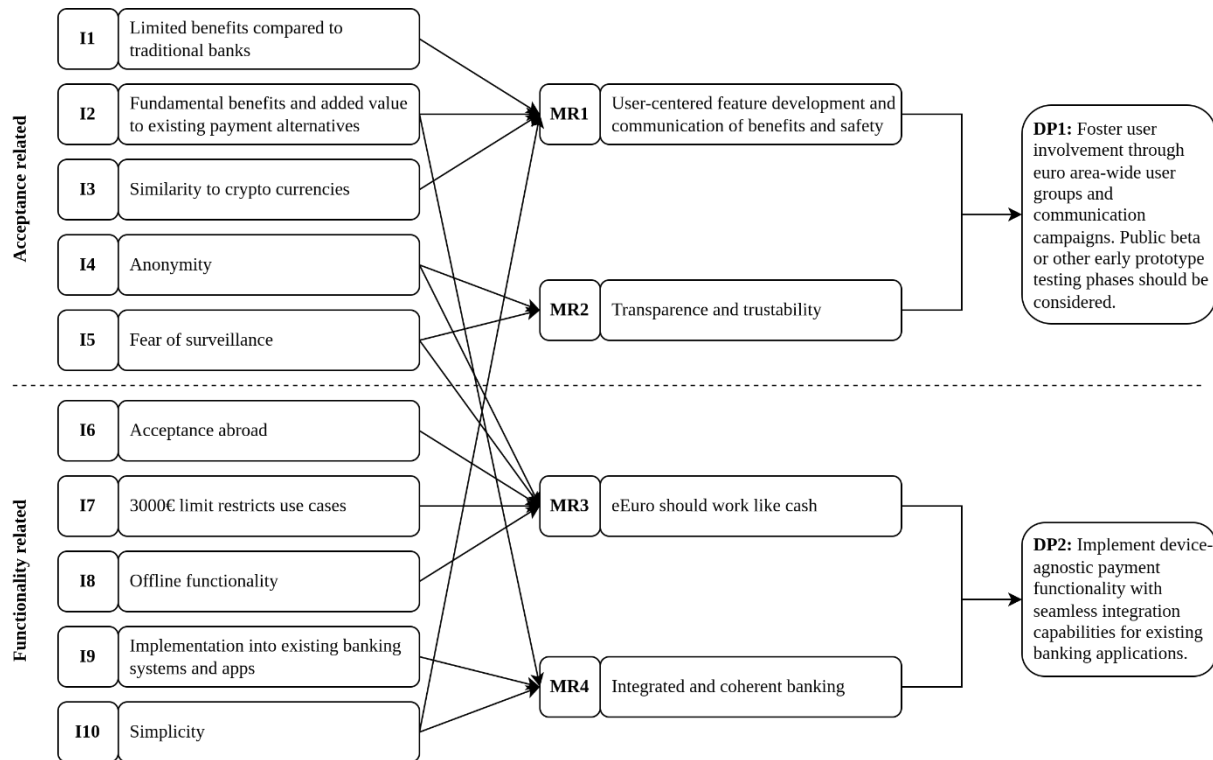 Acceptance related
I1
Limited benefits compared to
traditional banks
I2
Fundamental benefits and added value
to existing payment alternatives
I3
Similarity to crypto currencies
I4
Anonymity
I5
Fear of surveillance
MR1
User-centered feature development and
communication of benefits and safety
MR2
Transparence and trustability
DP1: Foster user
involvement through
euro area-wide user
groups and
communication
campaigns. Public beta
or other early prototype
testing phases should be
considered.
Functionality related
I6
Acceptance abroad
I7
3000€ limit restricts use cases
I8
Offline functionality
I9
Implementation into existing banking
systems and apps
I10
Simplicity
MR3
eEuro should work like cash
MR4
Integrated and coherent banking
DP2: Implement device-
agnostic payment
functionality with
seamless integration
capabilities for existing
banking applications.